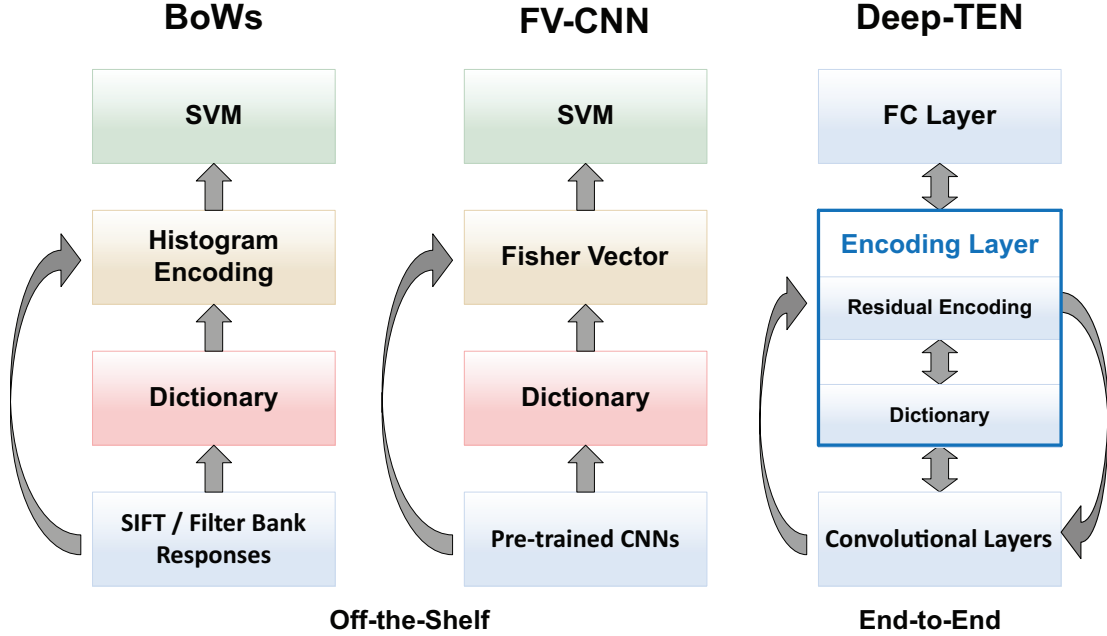 BoWs
FV-CNN
Deep-TEN
SVM
SVM
FC Layer
Histogram
Encoding
Fisher Vector
Encoding Layer
Residual Encoding
Dictionary
Dictionary
Dictionary
SIFT / Filter Bank
Responses
Pre-trained CNNs
Convolutional Layers
Off-the-Shelf
End-to-End